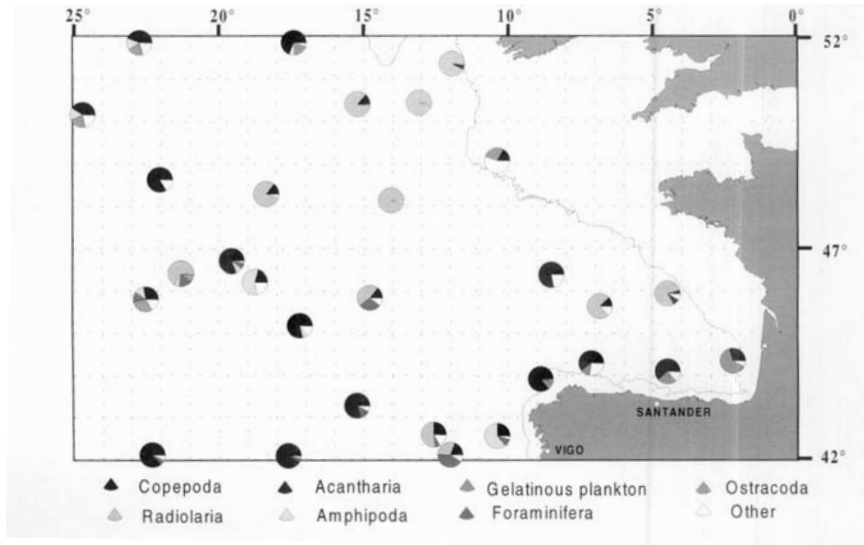 25° 20° 15° 10° 5° 0°
52°
47°
SANTANDER
VIGO
42°
Copepoda Acantharia Gelatinous plankton Ostracoda
Radiolaria Amphipoda Foraminifera Other